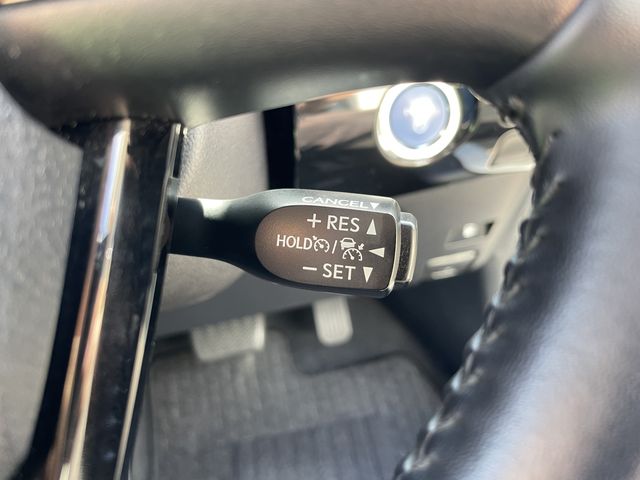 CANCEL▼
+ RES ▲
HOLD / ◀
− SET ▼